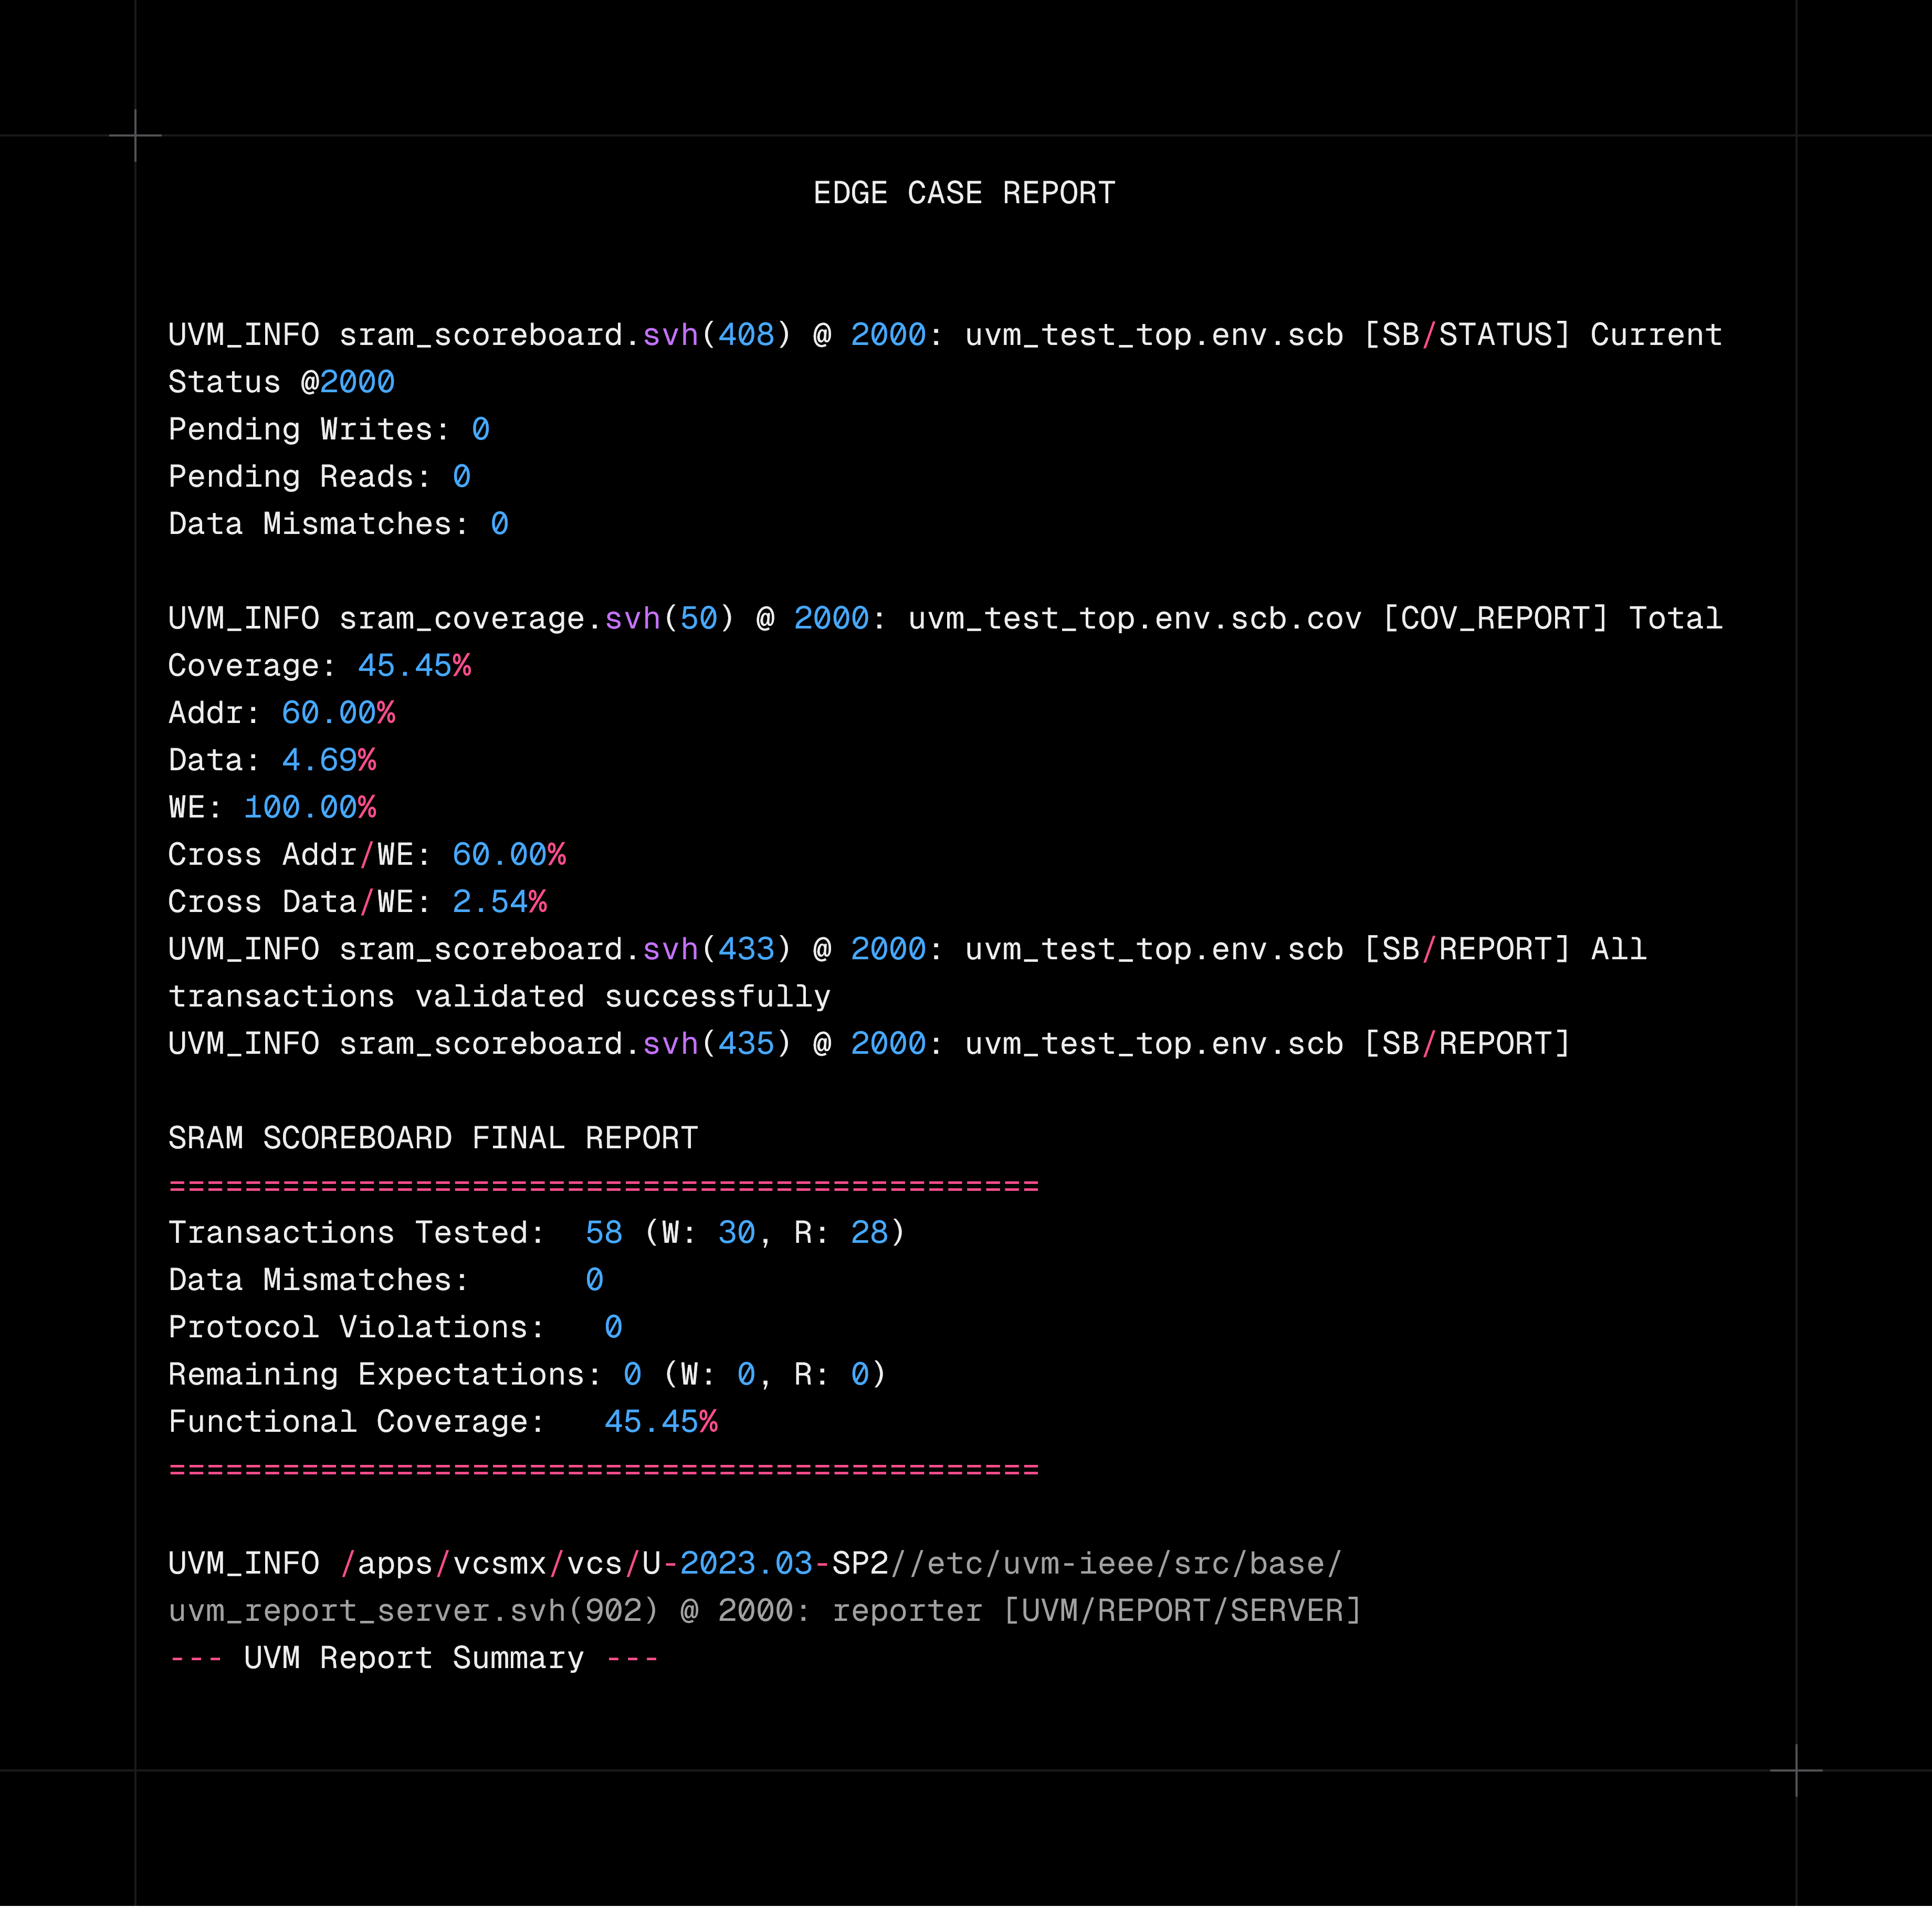 EDGE CASE REPORT
UVM_INFO sram_scoreboard.svh(408) @ 2000: uvm_test_top.env.scb [SB/STATUS] Current
Status @2000
Pending Writes: 0
Pending Reads: 0
Data Mismatches: 0
UVM_INFO sram_coverage.svh(50) @ 2000: uvm_test_top.env.scb.cov [COV_REPORT] Total
Coverage: 45.45%
Addr: 60.00%
Data: 4.69%
WE: 100.00%
Cross Addr/WE: 60.00%
Cross Data/WE: 2.54%
UVM_INFO sram_scoreboard.svh(433) @ 2000: uvm_test_top.env.scb [SB/REPORT] All
transactions validated successfully
UVM_INFO sram_scoreboard.svh(435) @ 2000: uvm_test_top.env.scb [SB/REPORT]
SRAM SCOREBOARD FINAL REPORT
==============================================
Transactions Tested:  58 (W: 30, R: 28)
Data Mismatches:      0
Protocol Violations:   0
Remaining Expectations: 0 (W: 0, R: 0)
Functional Coverage:   45.45%
==============================================
UVM_INFO /apps/vcsmx/vcs/U-2023.03-SP2//etc/uvm-ieee/src/base/
uvm_report_server.svh(902) @ 2000: reporter [UVM/REPORT/SERVER]
--- UVM Report Summary ---